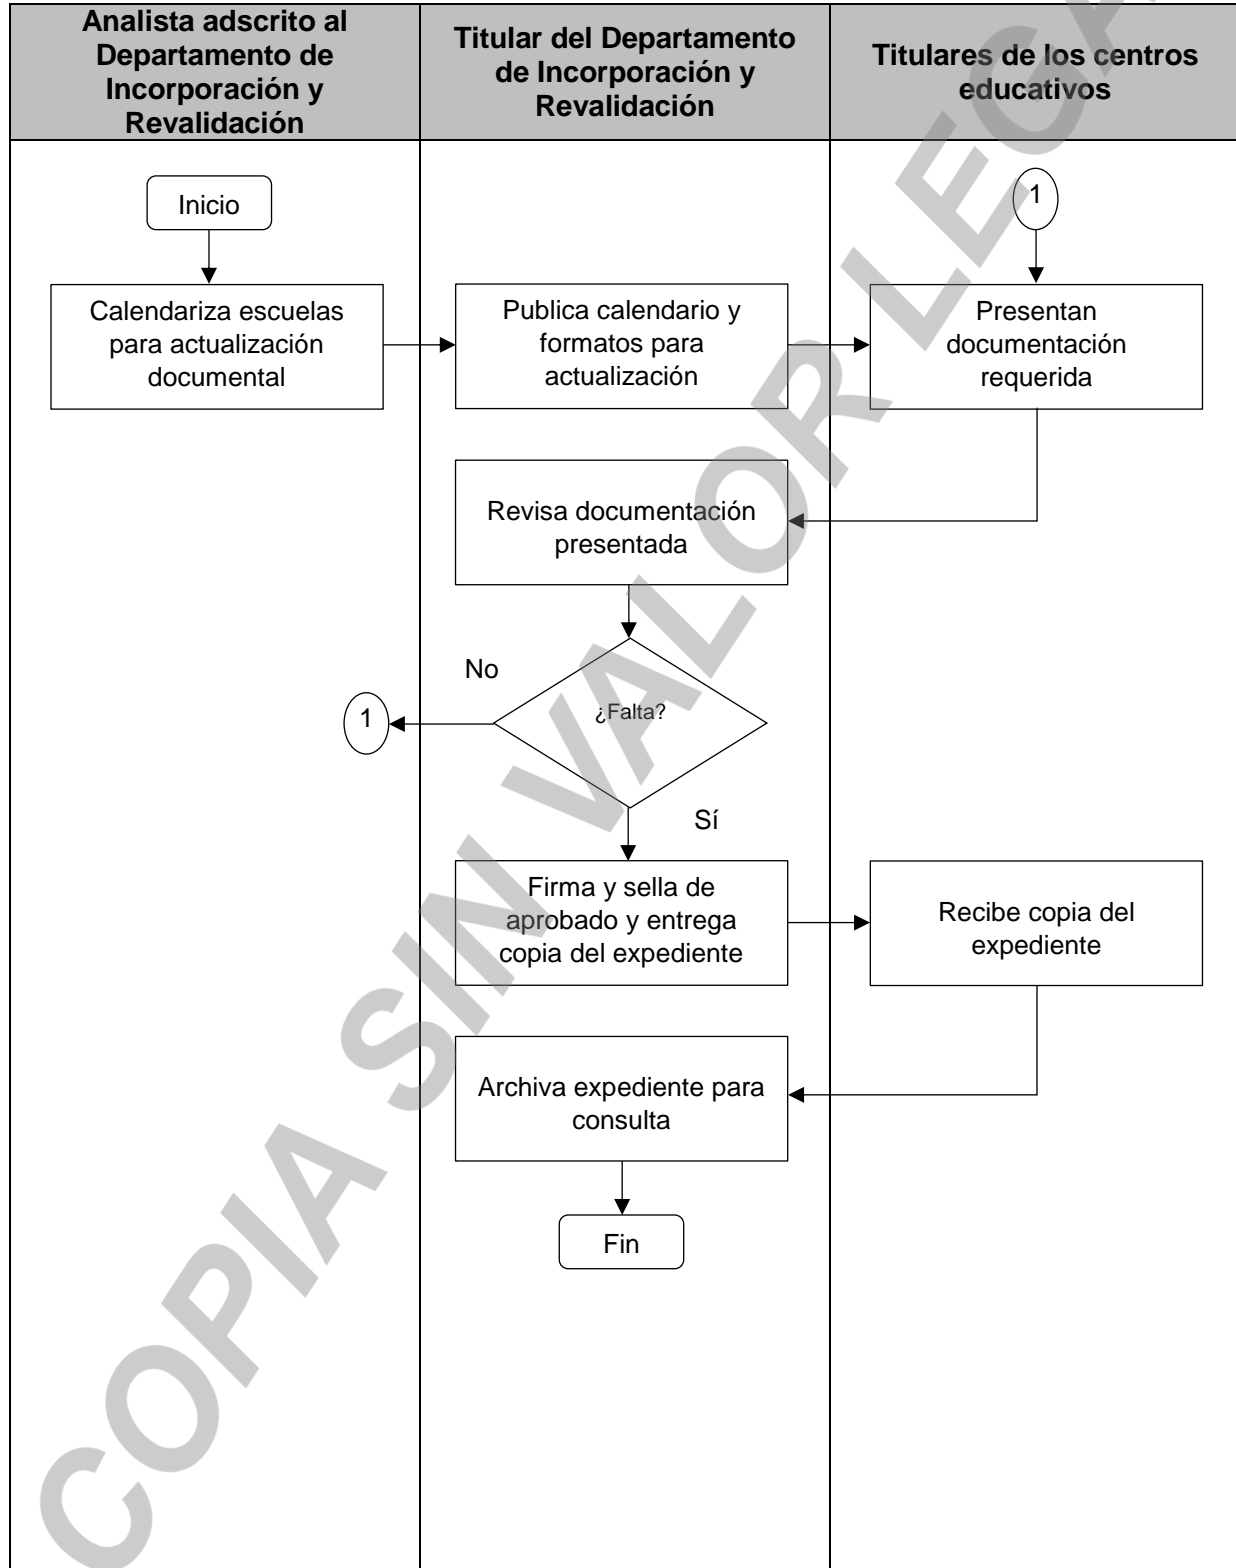 Analista adscrito al
Departamento de
Incorporación y
Revalidación
Titular del Departamento
de Incorporación y
Revalidación
Titulares de los centros
educativos
Inicio
1
Calendariza escuelas
para actualización
documental
Publica calendario y
formatos para
actualización
Presentan
documentación
requerida
Revisa documentación
presentada
No
¿Falta?
1
Sí
Firma y sella de
aprobado y entrega
copia del expediente
Recibe copia del
expediente
Archiva expediente para
consulta
Fin
COPIA SIN VALOR LEGA